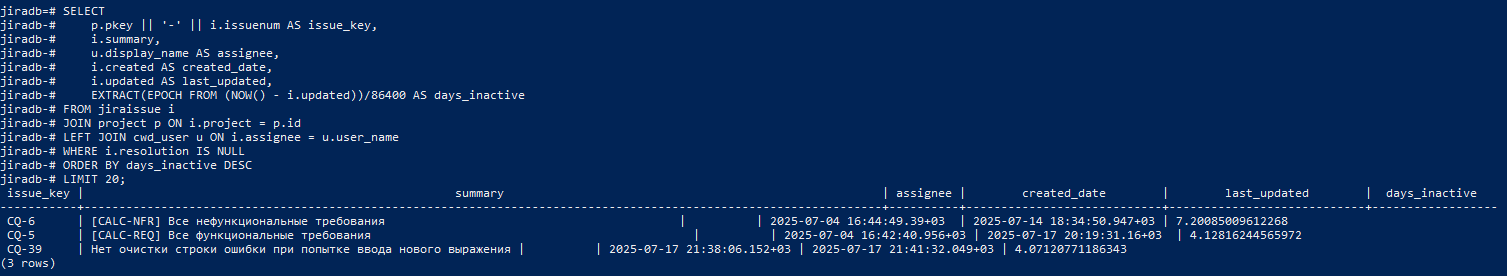 jiradb=# SELECT
jiradb-#     p.pkey || '-' || i.issuenum AS issue_key,
jiradb-#     i.summary,
jiradb-#     u.display_name AS assignee,
jiradb-#     i.created AS created_date,
jiradb-#     i.updated AS last_updated,
jiradb-#     EXTRACT(EPOCH FROM (NOW() - i.updated))/86400 AS days_inactive
jiradb-# FROM jiraissue i
jiradb-# JOIN project p ON i.project = p.id
jiradb-# LEFT JOIN cwd_user u ON i.assignee = u.user_name
jiradb-# WHERE i.resolution IS NULL
jiradb-# ORDER BY days_inactive DESC
jiradb-# LIMIT 20;
issue_key | summary | assignee | created_date | last_updated | days_inactive
CQ-6 | [CALC-NFR] Все нефункциональные требования | | 2025-07-04 16:44:49.39+03 | 2025-07-14 18:34:50.947+03 | 7.20085009612268
CQ-5 | [CALC-REQ] Все функциональные требования | | 2025-07-04 16:42:40.956+03 | 2025-07-17 20:19:31.16+03 | 4.12816244565972
CQ-39 | Нет очистки строки ошибки при попытке ввода нового выражения | | 2025-07-17 21:38:06.152+03 | 2025-07-17 21:41:32.049+03 | 4.07120771186343
(3 rows)